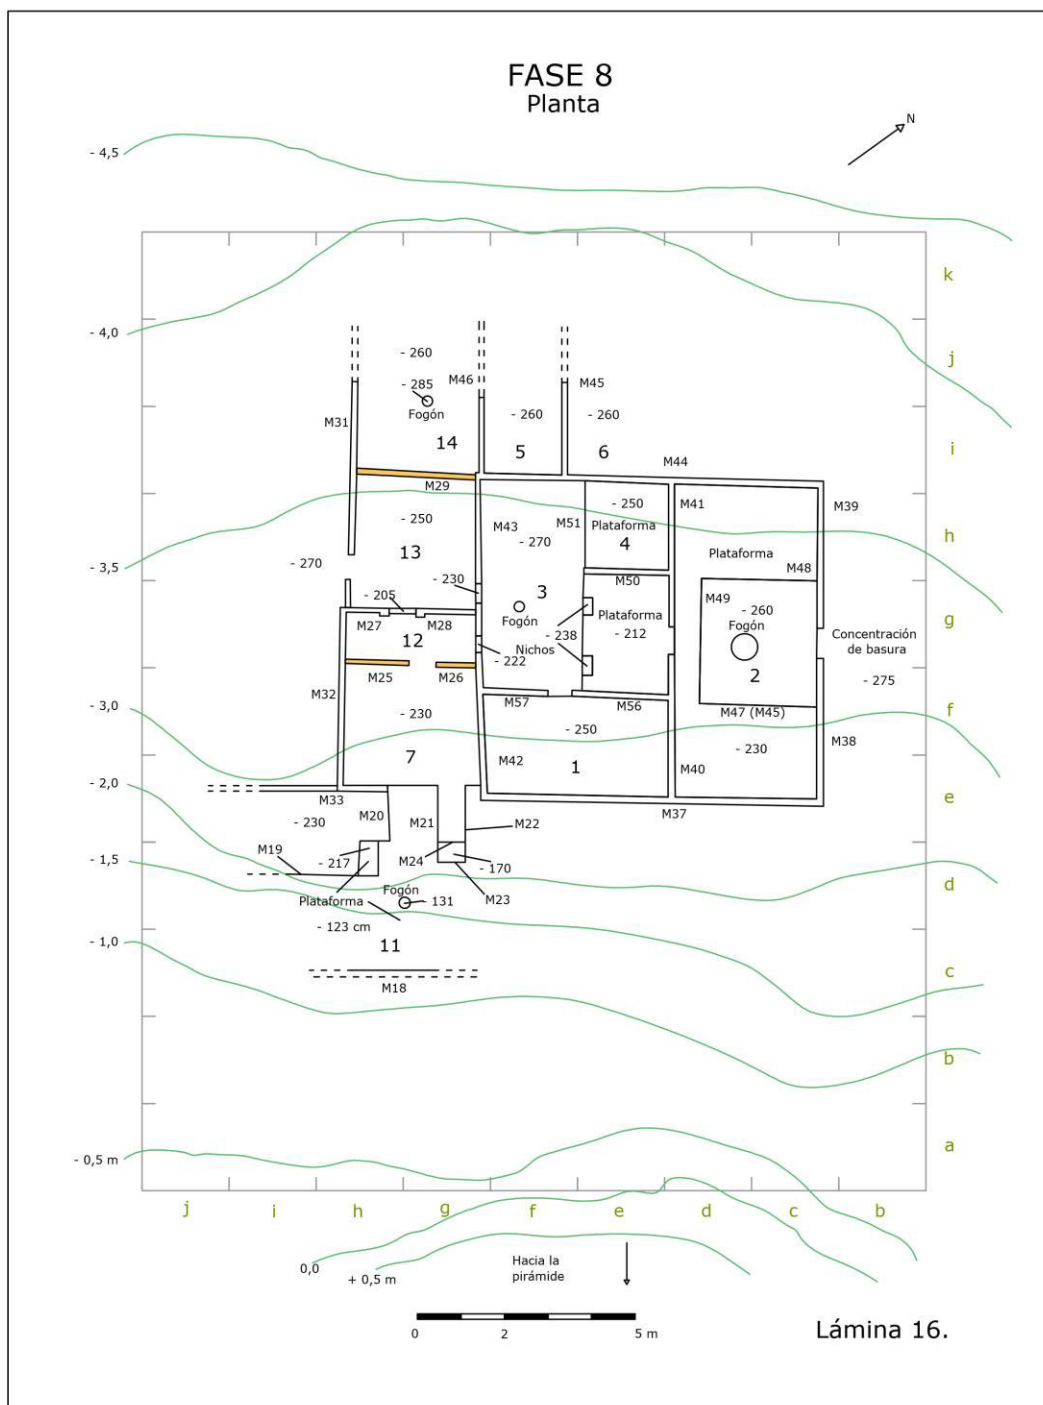 FASE 8
Planta
N
- 4,5
k
- 4,0
j
- 260
M46
M45
- 285
Fogón
- 260
- 260
M31
14
5
6
M44
i
M29
- 250
M43
M51
- 250
M41
M39
Plataforma
- 270
4
Plataforma
h
- 270
13
- 3,5
- 230
M50
M48
- 205
3
M49
- 260
Fogón
Plataforma
Fogón
g
M27
M28
12
- 238
- 212
Concentración
de basura
Nichos
- 222
- 275
M25
M26
2
M32
M57
M56
M47 (M45)
- 3,0
- 230
- 250
- 230
f
7
M42
1
M40
M38
- 2,0
M33
e
- 230
M20
M21
M22
M37
M19
- 217
M24
- 170
- 1,5
Fogón
M23
d
Plataforma
- 131
- 123 cm
- 1,0
11
c
M18
b
a
- 0,5 m
j
i
h
g
f
e
d
c
b
0,0
+ 0,5 m
Hacia la
pirámide
0
2
5 m
Lámina 16.